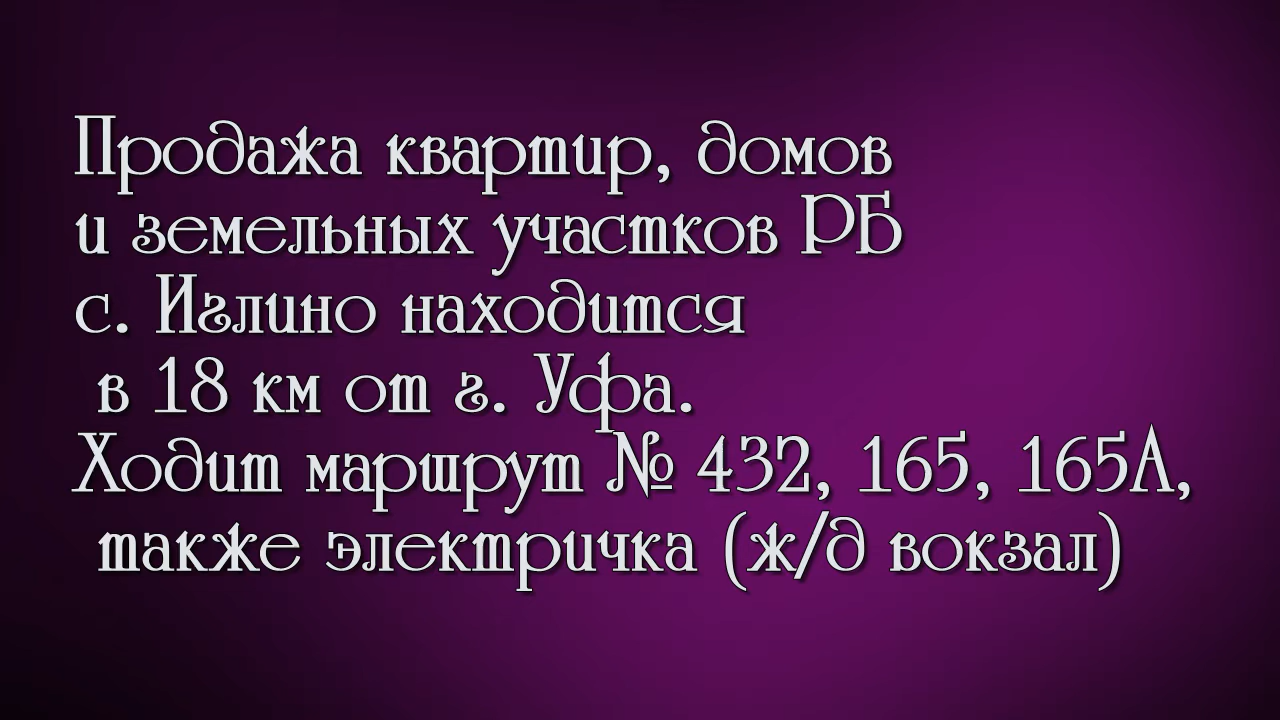 Продажа квартир, домов
и земельных участков РБ
с. Иглино находится
в 18 км от г. Уфа.
Ходит маршрут № 432, 165, 165А,
также электричка (ж/д вокзал)